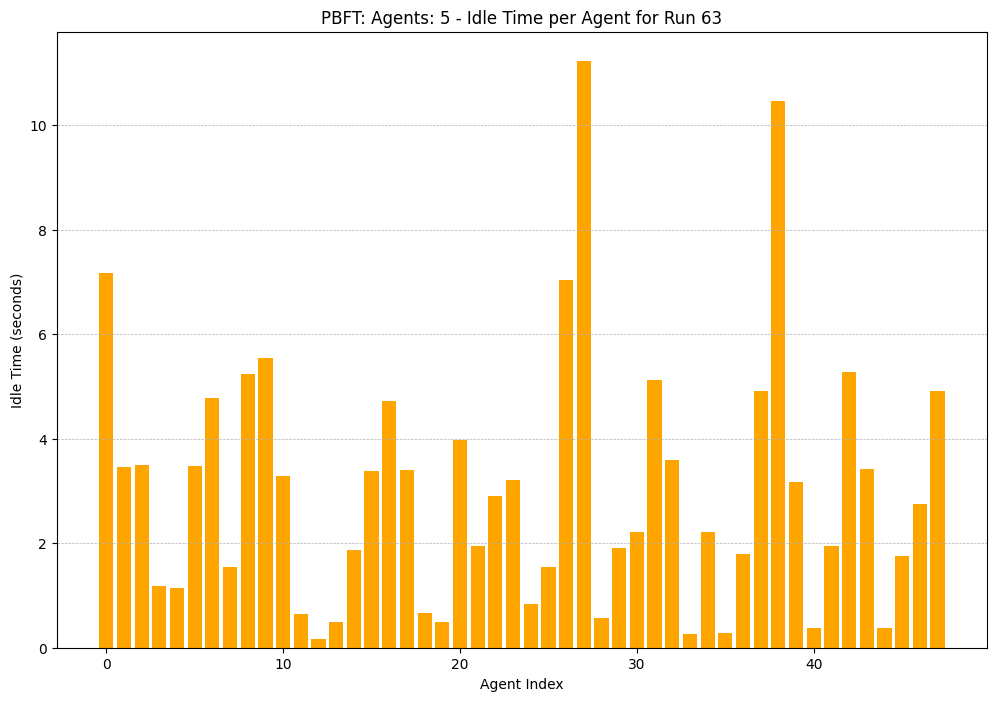 PBFT: Agents: 5 - Idle Time per Agent for Run 63
Idle Time (seconds)
10
8
6
4
2
0
0 10 20 30 40
Agent Index